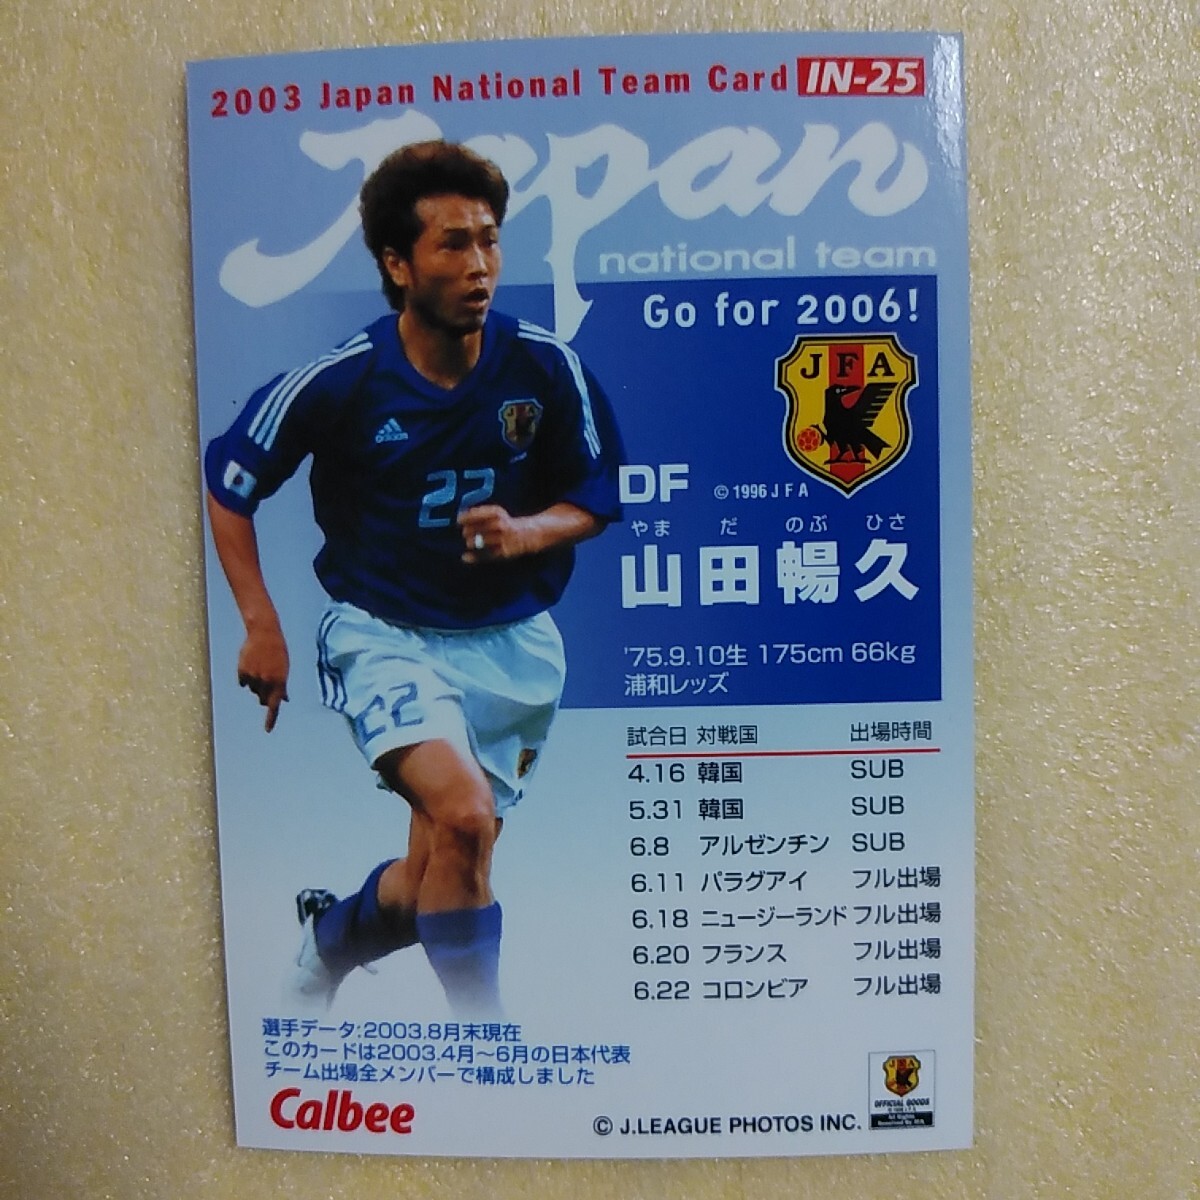 2003 Japan National Team Card IN-25
Japan
national team
Go for 2006!
JFA
DF © 1996 J F A
やま だ のぶ ひさ
山田暢久
'75.9.10生 175cm 66kg
浦和レッズ
adidas
JFA
22
22
試合日 対戦国 出場時間
4.16 韓国 SUB
5.31 韓国 SUB
6.8 アルゼンチン SUB
6.11 パラグアイ フル出場
6.18 ニュージーランド フル出場
6.20 フランス フル出場
6.22 コロンビア フル出場
選手データ:2003.8月末現在
このカードは2003.4月〜6月の日本代表
チーム出場全メンバーで構成しました
Calbee
© J.LEAGUE PHOTOS INC.
JFA
OFFICIAL GOODS